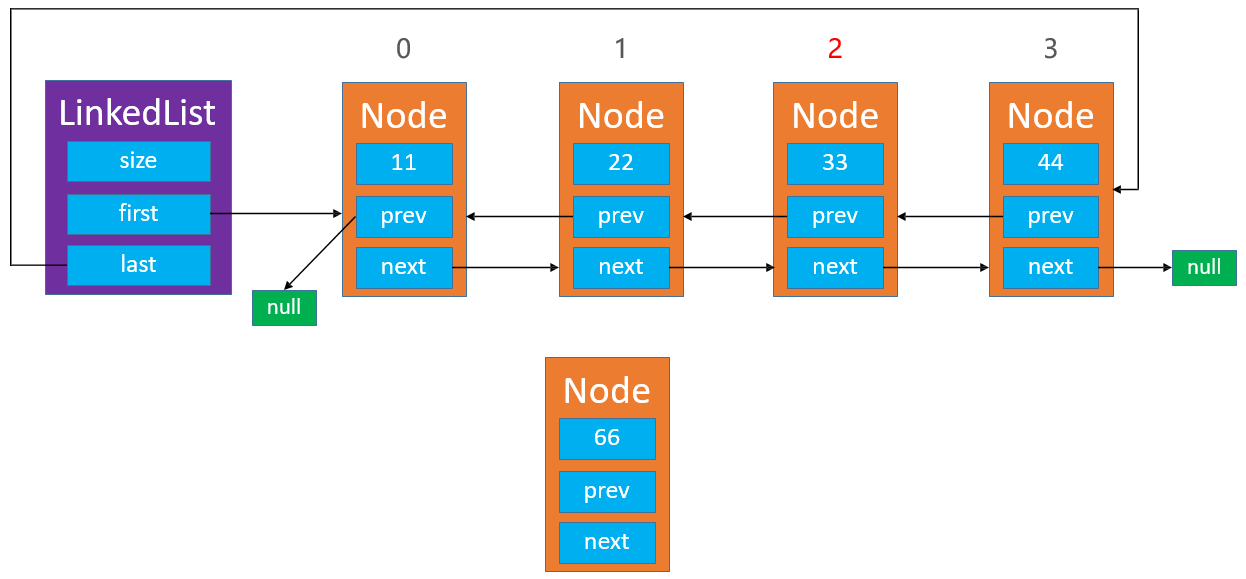 0
1
2
3
LinkedList
size
first
last
Node
11
prev
next
Node
22
prev
next
Node
33
prev
next
Node
44
prev
next
null
null
Node
66
prev
next